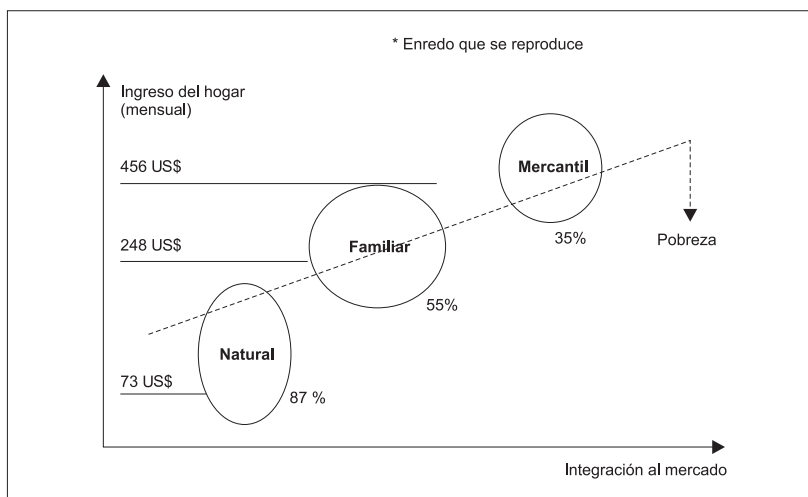 * Enredo que se reproduce
Ingreso del hogar
(mensual)
456 US$
Mercantil
248 US$
Familiar
35%
Pobreza
55%
Natural
73 US$
87 %
Integración al mercado